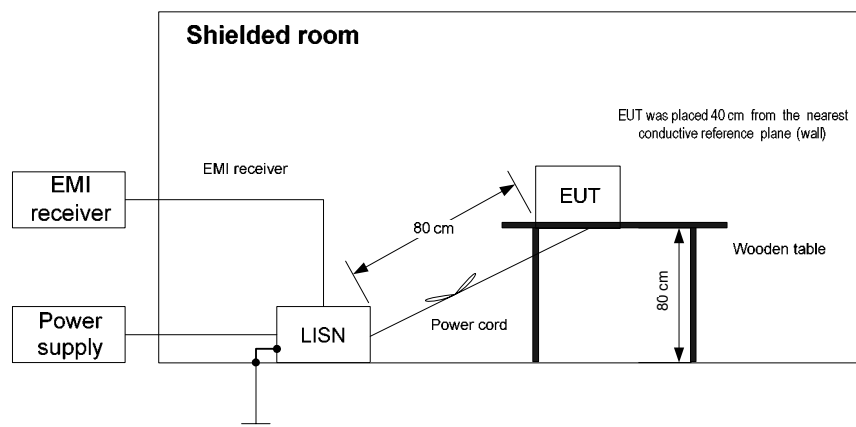 Shielded room
EUT was placed 40 cm from the nearest
conductive reference plane (wall)
EMI receiver
EMI
receiver
EUT
80 cm
Wooden table
80 cm
Power
supply
LISN
Power cord